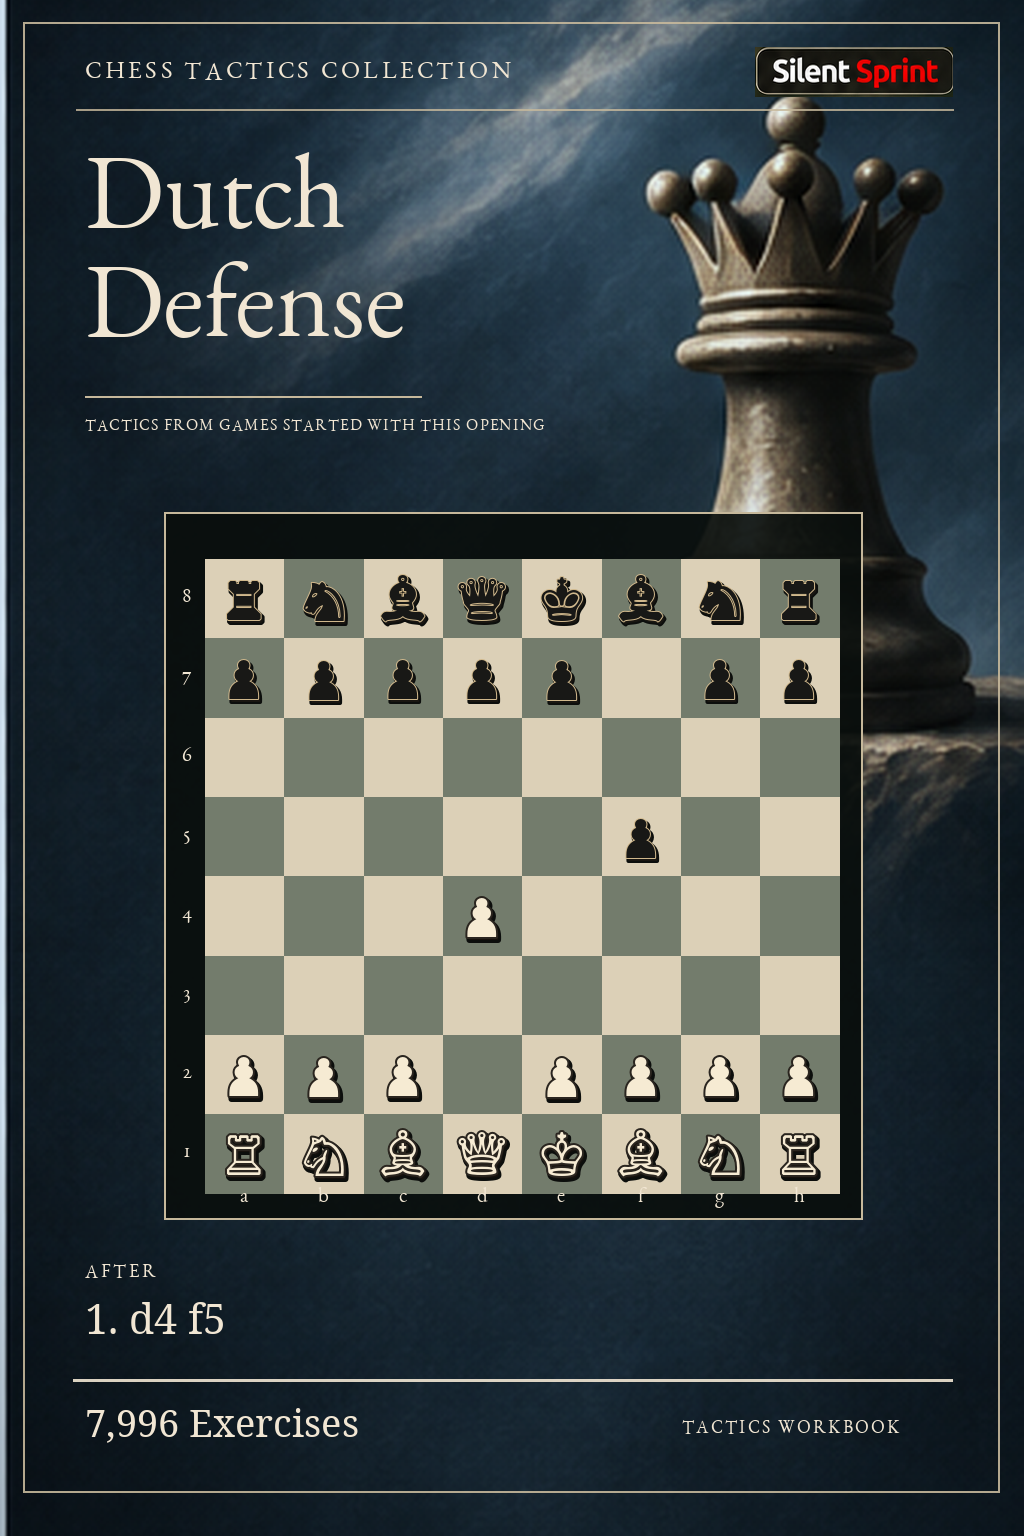 CHESS TACTICS COLLECTION
Silent Sprint
Dutch
Defense
TACTICS FROM GAMES STARTED WITH THIS OPENING
8
7
6
5
4
3
2
1
a b c d e f g h
AFTER
1. d4 f5
7,996 Exercises
TACTICS WORKBOOK